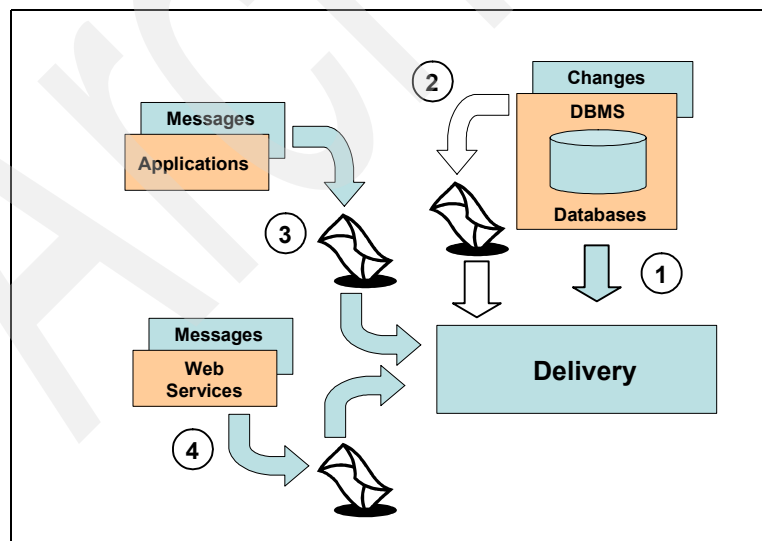 2
Changes
DBMS
Databases
Messages
Applications
3
1
Messages
Web
Services
Delivery
4